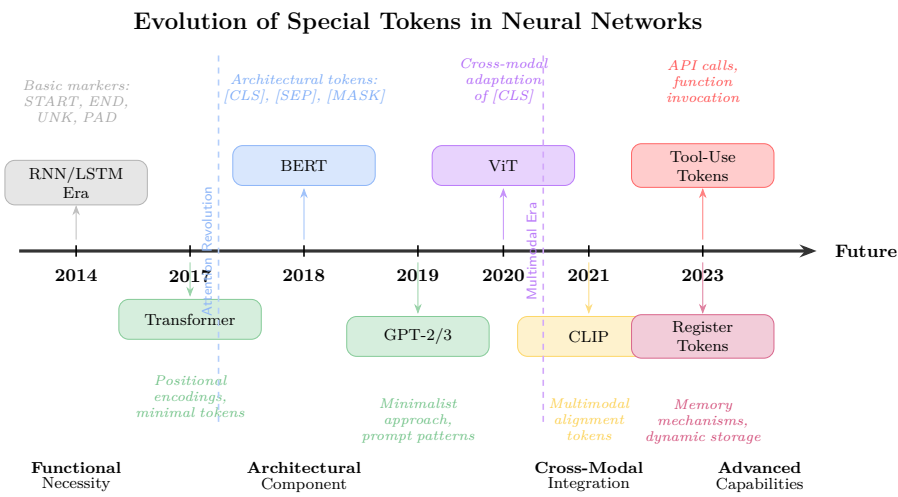 Evolution of Special Tokens in Neural Networks
Basic markers:
START, END,
UNK, PAD
Architectural tokens:
[CLS], [SEP], [MASK]
Cross-modal
adaptation
of [CLS]
API calls,
function
invocation
RNN/LSTM
Era
BERT
ViT
Tool-Use
Tokens
Attention Revolution
Multimodal Era
Future
2014
2017
2018
2019
2020
2021
2023
Transformer
GPT-2/3
CLIP
Register
Tokens
Positional
encodings,
minimal tokens
Minimalist
approach,
prompt patterns
Multimodal
alignment
tokens
Memory
mechanisms,
dynamic storage
Functional
Necessity
Architectural
Component
Cross-Modal
Integration
Advanced
Capabilities